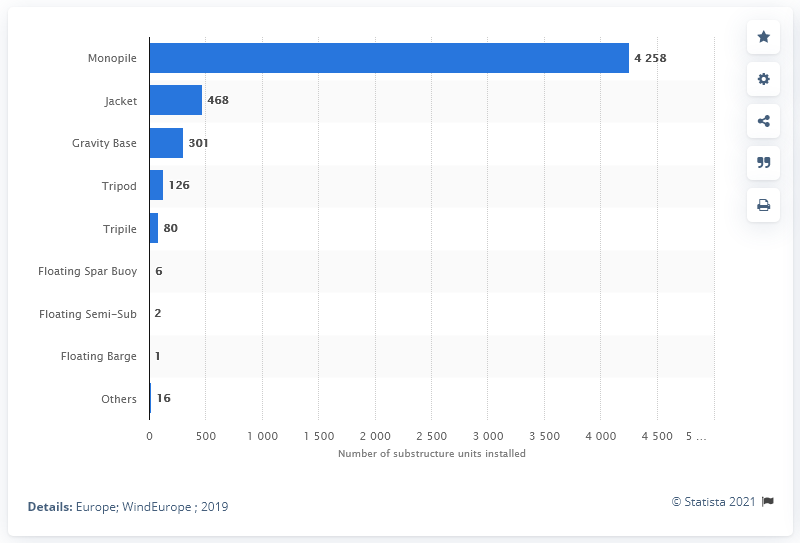 Monopile 4 258
Jacket 468
Gravity Base 301
Tripod 126
Tripile 80
Floating Spar Buoy 6
Floating Semi-Sub 2
Floating Barge 1
Others 16
0 500 1 000 1 500 2 000 2 500 3 000 3 500 4 000 4 500 5 ...
Number of substructure units installed
Details: Europe; WindEurope ; 2019
© Statista 2021